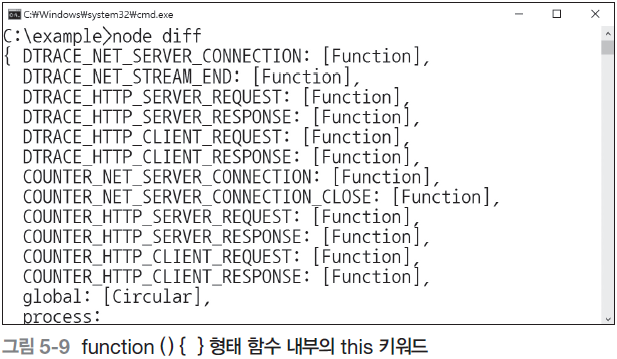 C:₩Windows₩system32₩cmd.exe
C:\example>node diff
{ DTRACE_NET_SERVER_CONNECTION: [Function],
DTRACE_NET_STREAM_END: [Function],
DTRACE_HTTP_SERVER_REQUEST: [Function],
DTRACE_HTTP_SERVER_RESPONSE: [Function],
DTRACE_HTTP_CLIENT_REQUEST: [Function],
DTRACE_HTTP_CLIENT_RESPONSE: [Function],
COUNTER_NET_SERVER_CONNECTION: [Function],
COUNTER_NET_SERVER_CONNECTION_CLOSE: [Function],
COUNTER_HTTP_SERVER_REQUEST: [Function],
COUNTER_HTTP_SERVER_RESPONSE: [Function],
COUNTER_HTTP_CLIENT_REQUEST: [Function],
COUNTER_HTTP_CLIENT_RESPONSE: [Function],
global: [Circular],
process:
그림 5-9 function () { } 형태 함수 내부의 this 키워드